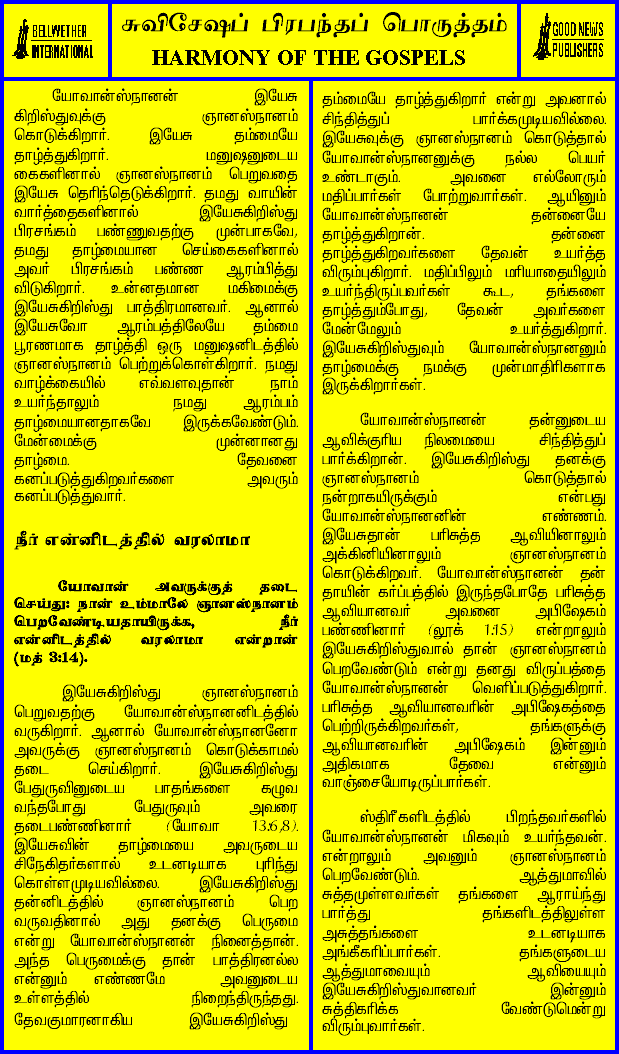 BELLWETHER
INTERNATIONAL
சுவிசேஷப் பிரபந்தப் பொருத்தம்
HARMONY OF THE GOSPELS
GOOD NEWS
PUBLISHERS
யோவான்ஸ்நானன் இயேசு
கிறிஸ்துவுக்கு ஞானஸ்நானம்
கொடுக்கிறார். இயேசு தம்மையே
தாழ்த்துகிறார். மனுஷனுடைய
கைகளினால் ஞானஸ்நானம் பெறுவதை
இயேசு தெரிந்தெடுக்கிறார். தமது வாயின்
வார்த்தைகளினால் இயேசுகிறிஸ்து
பிரசங்கம் பண்ணுவதற்கு முன்பாகவே,
தமது தாழ்மையான செய்கைகளினால்
அவர் பிரசங்கம் பண்ண ஆரம்பித்து
விடுகிறார். உன்னதமான மகிமைக்கு
இயேசுகிறிஸ்து பாத்திரமானவர். ஆனால்
இயேசுவோ ஆரம்பத்திலேயே தம்மை
பூரணமாக தாழ்த்தி ஒரு மனுஷனிடத்தில்
ஞானஸ்நானம் பெற்றுக்கொள்கிறார். நமது
வாழ்க்கையில் எவ்வளவுதான் நாம்
உயர்ந்தாலும் நமது ஆரம்பம்
தாழ்மையானதாகவே இருக்கவேண்டும்.
மேன்மைக்கு முன்னானது
தாழ்மை. தேவனை
கனப்படுத்துகிறவர்களை அவரும்
கனப்படுத்துவார்.
நீர் என்னிடத்தில் வரலாமா
யோவான் அவருக்குத் தடை
செய்து: நான் உம்மாலே ஞானஸ்நானம்
பெறவேண்டியதாயிருக்க, நீர்
என்னிடத்தில் வரலாமா என்றான்
(மத் 3:14).
இயேசுகிறிஸ்து ஞானஸ்நானம்
பெறுவதற்கு யோவான்ஸ்நானனிடத்தில்
வருகிறார். ஆனால் யோவான்ஸ்நானனோ
அவருக்கு ஞானஸ்நானம் கொடுக்காமல்
தடை செய்கிறார். இயேசுகிறிஸ்து
பேதுருவினுடைய பாதங்களை கழுவ
வந்தபோது பேதுருவும் அவரை
தடைபண்ணினார் (யோவா 13:6,8).
இயேசுவின் தாழ்மையை அவருடைய
சிநேகிதர்களால் உடனடியாக புரிந்து
கொள்ளமுடியவில்லை. இயேசுகிறிஸ்து
தன்னிடத்தில் ஞானஸ்நானம் பெற
வருவதினால் அது தனக்கு பெருமை
என்று யோவான்ஸ்நானன் நினைத்தான்.
அந்த பெருமைக்கு தான் பாத்திரனல்ல
என்னும் எண்ணமே அவனுடைய
உள்ளத்தில் நிறைந்திருந்தது.
தேவகுமாரனாகிய இயேசுகிறிஸ்து
தம்மையே தாழ்த்துகிறார் என்று அவனால்
சிந்தித்துப் பார்க்கமுடியவில்லை.
இயேசுவுக்கு ஞானஸ்நானம் கொடுத்தால்
யோவான்ஸ்நானனுக்கு நல்ல பெயர்
உண்டாகும். அவனை எல்லோரும்
மதிப்பார்கள் போற்றுவார்கள். ஆயினும்
யோவான்ஸ்நானன் தன்னையே
தாழ்த்துகிறான். தன்னை
தாழ்த்துகிறவர்களை தேவன் உயர்த்த
விரும்புகிறார். மதிப்பிலும் மரியாதையிலும்
உயர்ந்திருப்பவர்கள் கூட, தங்களை
தாழ்த்தும்போது, தேவன் அவர்களை
மேன்மேலும் உயர்த்துகிறார்.
இயேசுகிறிஸ்துவும் யோவான்ஸ்நானனும்
தாழ்மைக்கு நமக்கு முன்மாதிரிகளாக
இருக்கிறார்கள்.
யோவான்ஸ்நானன் தன்னுடைய
ஆவிக்குரிய நிலமையை சிந்தித்துப்
பார்க்கிறான். இயேசுகிறிஸ்து தனக்கு
ஞானஸ்நானம் கொடுத்தால்
நன்றாகயிருக்கும் என்பது
யோவான்ஸ்நானனின் எண்ணம்.
இயேசுதான் பரிசுத்த ஆவியினாலும்
அக்கினியினாலும் ஞானஸ்நானம்
கொடுக்கிறவர். யோவான்ஸ்நானன் தன்
தாயின் கர்ப்பத்தில் இருந்தபோதே பரிசுத்த
ஆவியானவர் அவனை அபிஷேகம்
பண்ணினார் (லூக் 1:15) என்றாலும்
இயேசுகிறிஸ்துவால் தான் ஞானஸ்நானம்
பெறவேண்டும் என்று தனது விருப்பத்தை
யோவான்ஸ்நானன் வெளிப்படுத்துகிறார்.
பரிசுத்த ஆவியானவரின் அபிஷேகத்தை
பெற்றிருக்கிறவர்கள், தங்களுக்கு
ஆவியானவரின் அபிஷேகம் இன்னும்
அதிகமாக தேவை என்னும்
வாஞ்சையோடிருப்பார்கள்.
ஸ்திரீகளிடத்தில் பிறந்தவர்களில்
யோவான்ஸ்நானன் மிகவும் உயர்ந்தவன்.
என்றாலும் அவனும் ஞானஸ்நானம்
பெறவேண்டும். ஆத்துமாவில்
சுத்தமுள்ளவர்கள் தங்களை ஆராய்ந்து
பார்த்து தங்களிடத்திலுள்ள
அசுத்தங்களை உடனடியாக
அங்கீகரிப்பார்கள். தங்களுடைய
ஆத்துமாவையும் ஆவியையும்
இயேசுகிறிஸ்துவானவர் இன்னும்
சுத்திகரிக்க வேண்டுமென்று
விரும்புவார்கள்.